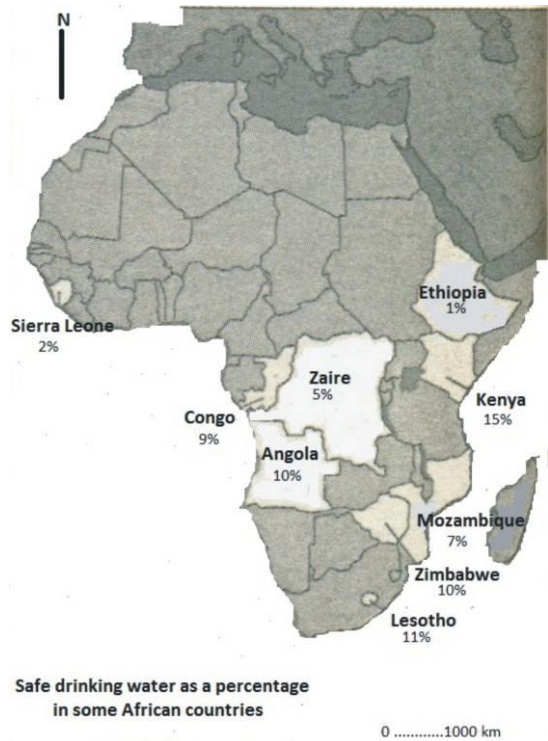 N
Ethiopia
1%
Sierra Leone
2%
Zaire
5%
Kenya
15%
Congo
9%
Angola
10%
Mozambique
7%
Zimbabwe
10%
Lesotho
11%
Safe drinking water as a percentage
in some African countries
0 ............1000 km